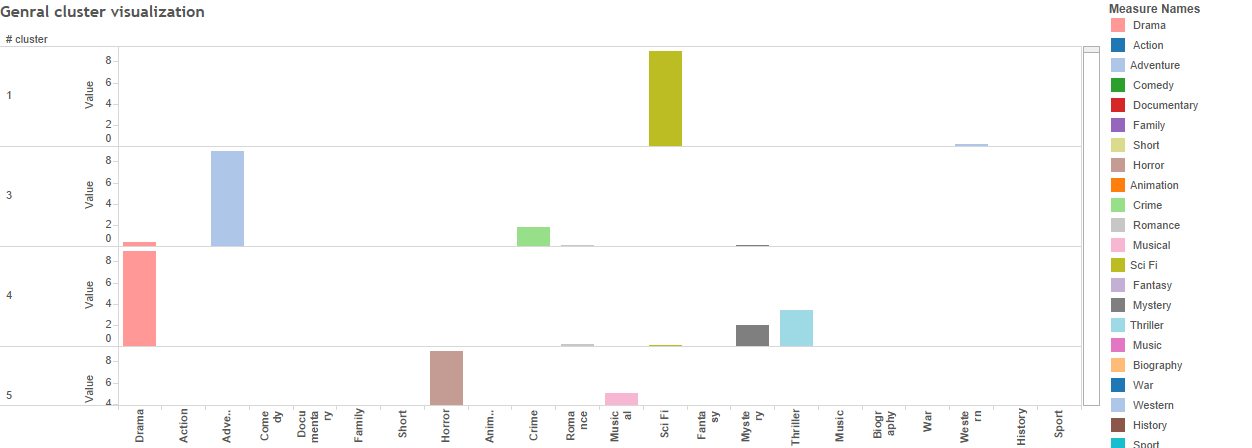 Genral cluster visualization
# cluster
1
Value
8
6
4
2
0
3
Value
8
6
4
2
0
4
Value
8
6
4
2
0
5
Value
8
6
4
Drama
Action
Adve..
Come
dy
Docu
menta
ry
Family
Short
Horror
Anim..
Crime
Roma
nce
Music
al
Sci Fi
Fanta
sy
Myste
ry
Thriller
Music
Biogr
aphy
War
Weste
rn
History
Sport
Measure Names
Drama
Action
Adventure
Comedy
Documentary
Family
Short
Horror
Animation
Crime
Romance
Musical
Sci Fi
Fantasy
Mystery
Thriller
Music
Biography
War
Western
History
Sport